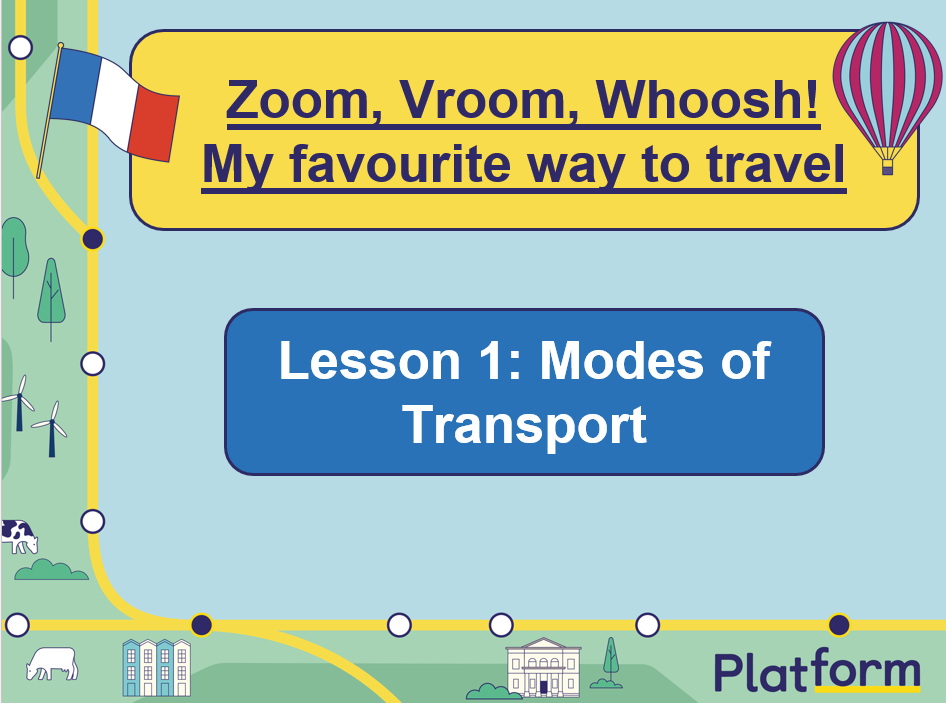 Zoom, Vroom, Whoosh!
My favourite way to travel
Lesson 1: Modes of
Transport
Platform